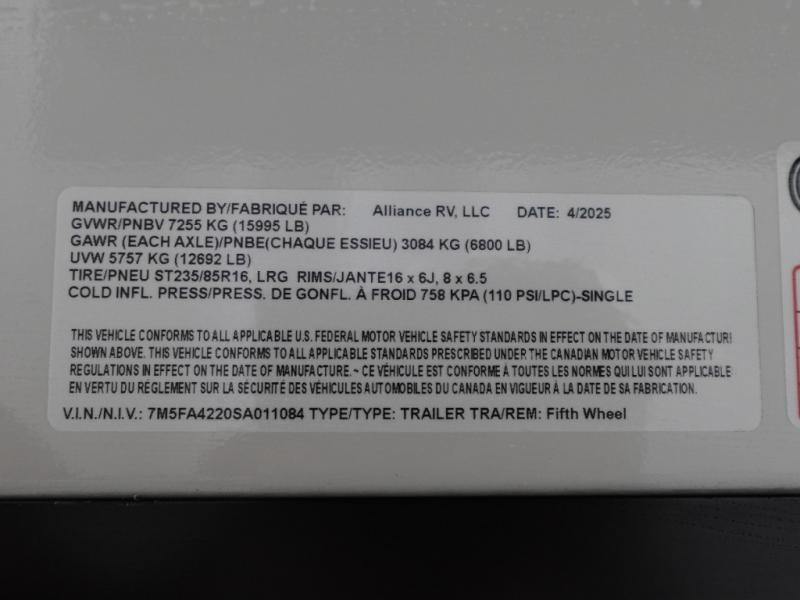 MANUFACTURED BY/FABRIQUÉ PAR: Alliance RV, LLC DATE: 4/2025
GVWR/PNBV 7255 KG (15995 LB)
GAWR (EACH AXLE)/PNBE(CHAQUE ESSIEU) 3084 KG (6800 LB)
UVW 5757 KG (12692 LB)
TIRE/PNEU ST235/85R16, LRG RIMS/JANTE16 x 6J, 8 x 6.5
COLD INFL. PRESS/PRESS. DE GONFL. À FROID 758 KPA (110 PSI/LPC)-SINGLE
THIS VEHICLE CONFORMS TO ALL APPLICABLE U.S. FEDERAL MOTOR VEHICLE SAFETY STANDARDS IN EFFECT ON THE DATE OF MANUFACTURI
SHOWN ABOVE. THIS VEHICLE CONFORMS TO ALL APPLICABLE STANDARDS PRESCRIBED UNDER THE CANADIAN MOTOR VEHICLE SAFETY
REGULATIONS IN EFFECT ON THE DATE OF MANUFACTURE. ~ CE VÉHICULE EST CONFORME À TOUTES LES NORMES QUI LUI SONT APPLICABLE
EN VERTU DU RÉGLEMENT SUR LA SÉCURITÉ DES VÉHICULES AUTOMOBILES DU CANADA EN VIGUEUR À LA DATE DE SA FABRICATION.
V.I.N./N.I.V.: 7M5FA4220SA011084 TYPE/TYPE: TRAILER TRA/REM: Fifth Wheel